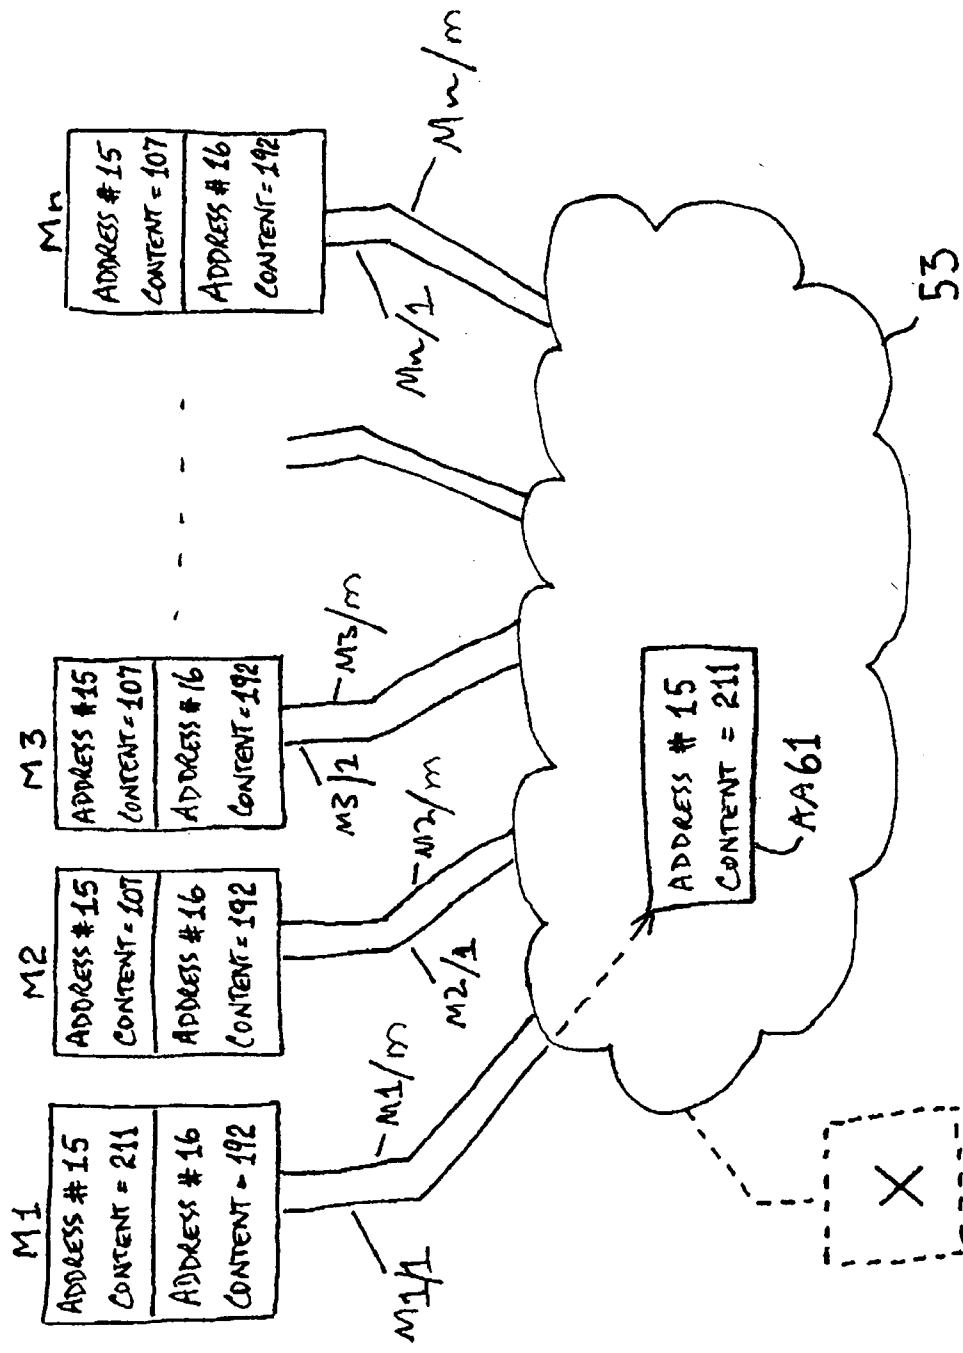 M1
ADDRESS #15
CONTENT = 211
ADDRESS #16
CONTENT = 192
M2
ADDRESS #15
CONTENT=107
ADDRESS #16
CONTENT=192
M3
ADDRESS #15
CONTENT=107
ADDRESS #16
CONTENT=192
Mn
ADDRESS #15
CONTENT=107
ADDRESS #16
CONTENT=192
M1/1
M1/m
M2/1
M2/m
M3/1
M3/m
Mn/1
Mn/m
ADDRESS #15
CONTENT = 211
AA61
53
X